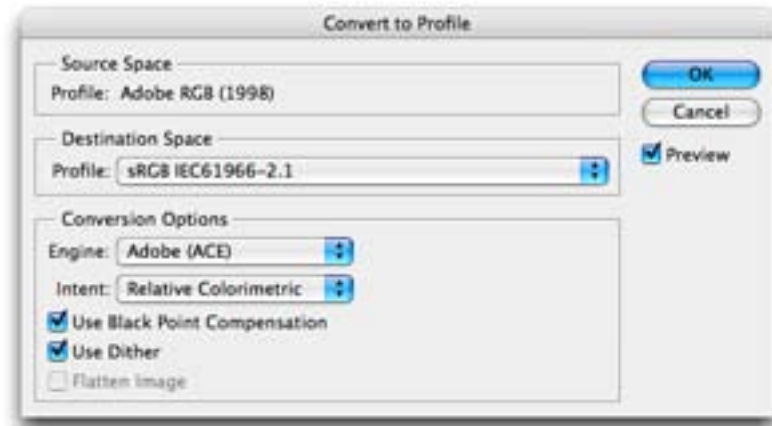 Convert to Profile
Source Space
Profile: Adobe RGB (1998)
OK
Cancel
Preview
Destination Space
Profile: sRGB IEC61966-2.1
Conversion Options
Engine: Adobe (ACE)
Intent: Relative Colorimetric
Use Black Point Compensation
Use Dither
Flatten Image